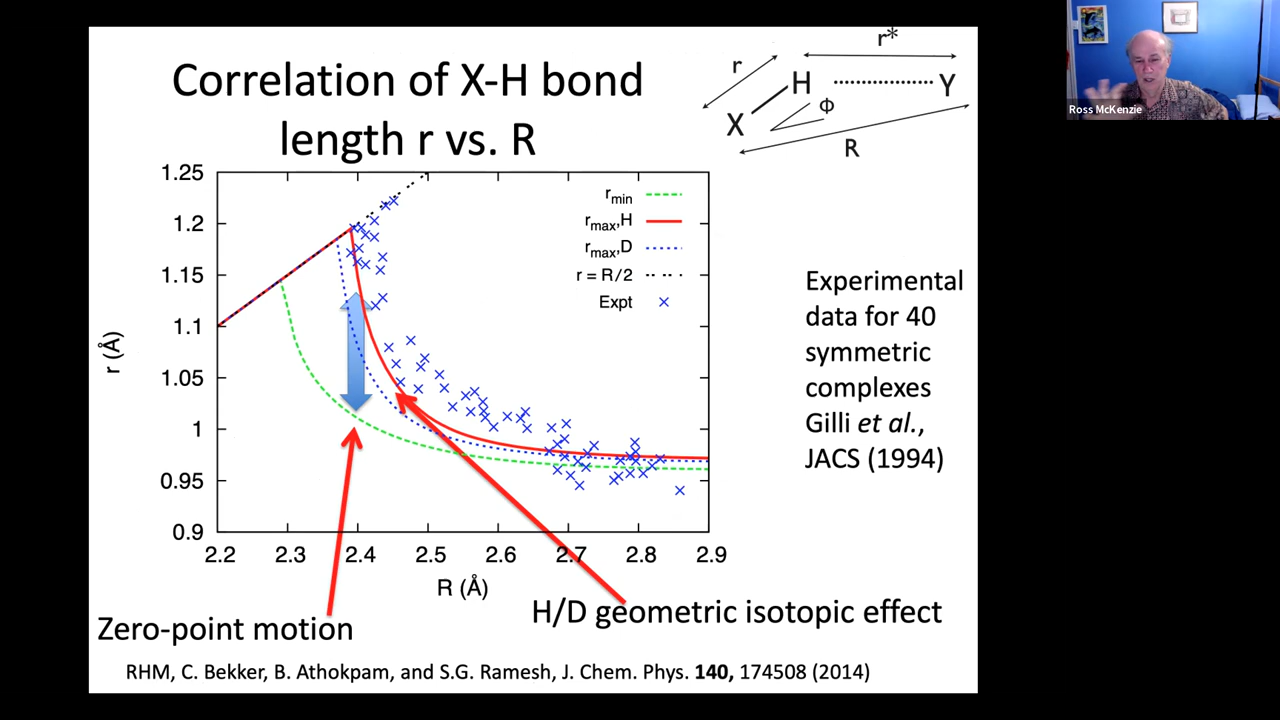 Correlation of X-H bond
length r vs. R
r*
r
H
Y
X
Φ
R
Ross McKenzie
1.25
1.2
1.15
1.1
1.05
1
0.95
0.9
r (Å)
r_min
r_max,H
r_max,D
r = R/2
Expt
2.2 2.3 2.4 2.5 2.6 2.7 2.8 2.9
R (Å)
Experimental
data for 40
symmetric
complexes
Gilli et al.,
JACS (1994)
Zero-point motion
H/D geometric isotopic effect
RHM, C. Bekker, B. Athokpam, and S.G. Ramesh, J. Chem. Phys. 140, 174508 (2014)